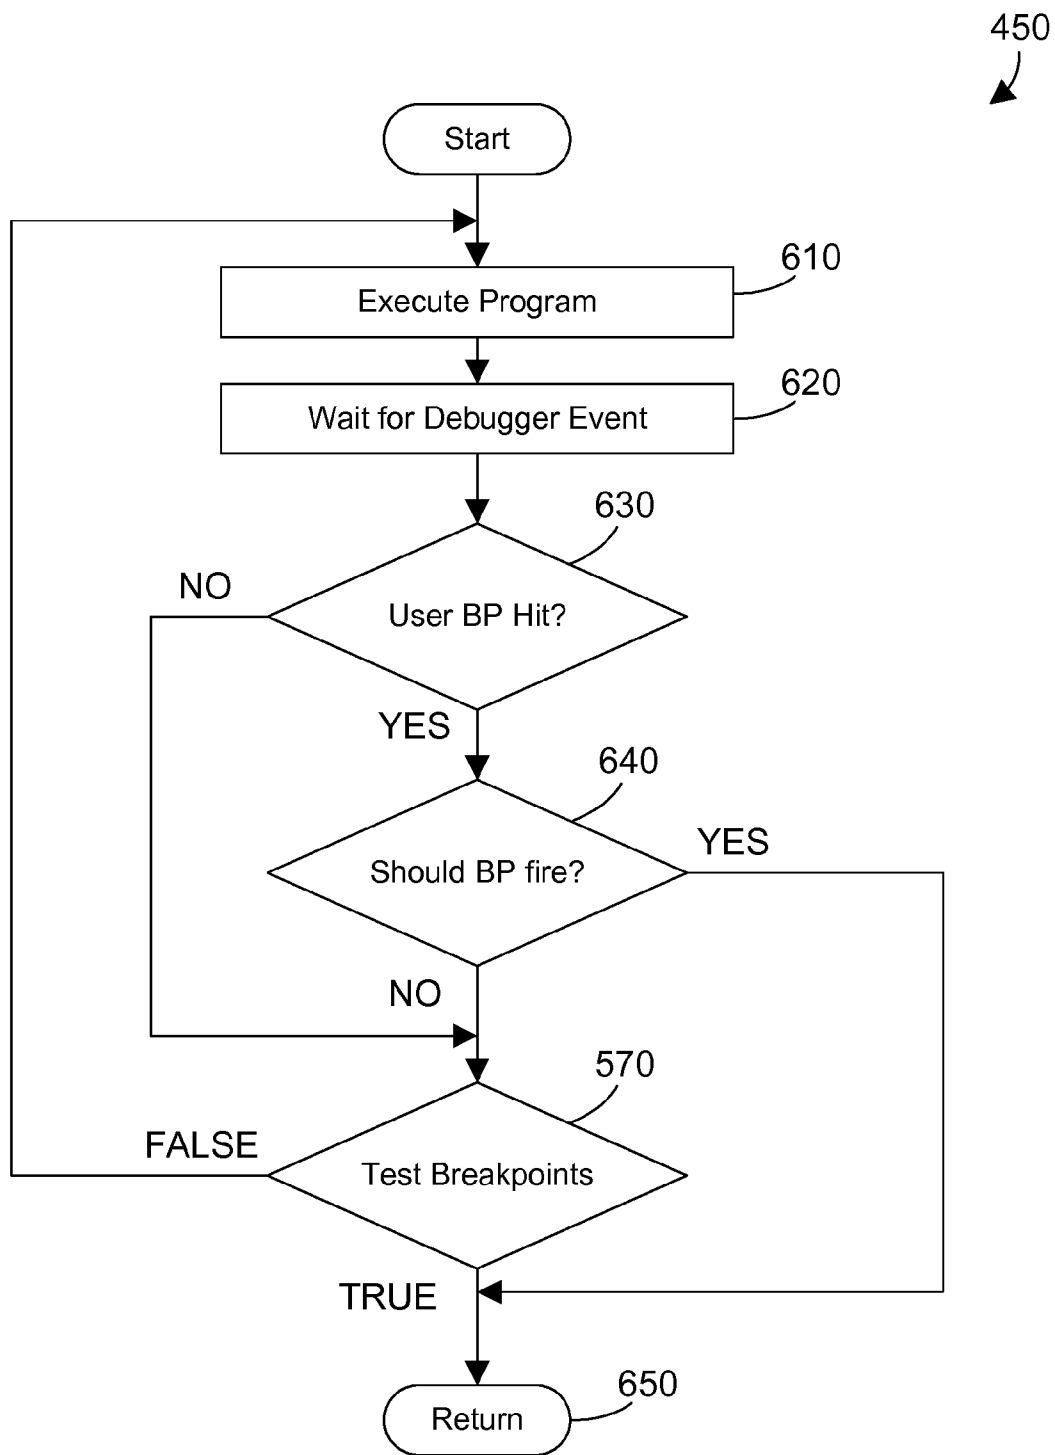 450
Start
610
Execute Program
620
Wait for Debugger Event
630
NO
User BP Hit?
YES
640
YES
Should BP fire?
NO
570
FALSE
Test Breakpoints
TRUE
650
Return